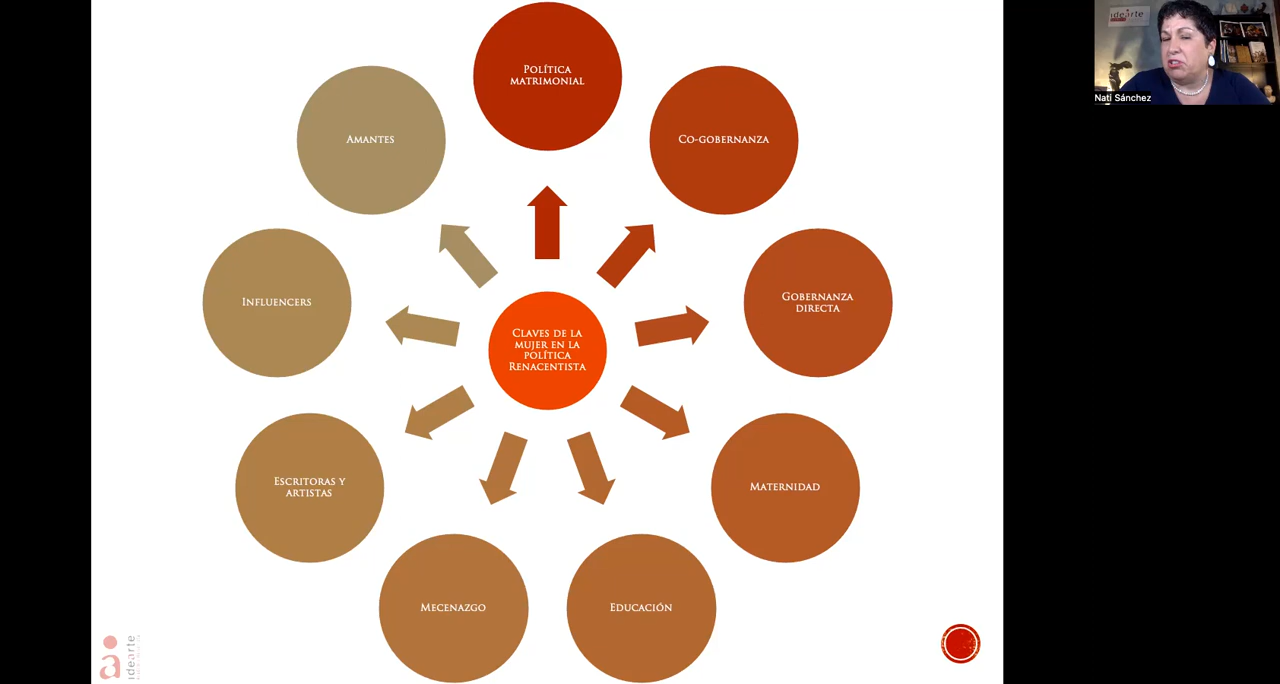 POLÍTICA
MATRIMONIAL
AMANTES
CO-GOBERNANZA
INFLUENCERS
GOBERNANZA
DIRECTA
CLAVES DE LA
MUJER EN LA
POLÍTICA
RENACENTISTA
ESCRITORAS Y
ARTISTAS
MATERNIDAD
MECENAZGO
EDUCACIÓN
idearte
idearte
Nati Sánchez